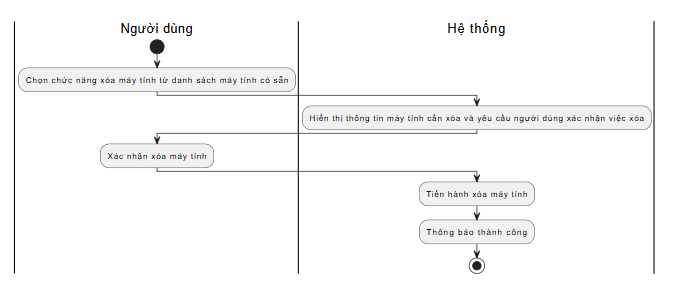 Người dùng
Hệ thống
Chọn chức năng xóa máy tính từ danh sách máy tính có sẵn
Hiển thị thông tin máy tính cần xóa và yêu cầu người dùng xác nhận việc xóa
Xác nhận xóa máy tính
Tiến hành xóa máy tính
Thông báo thành công